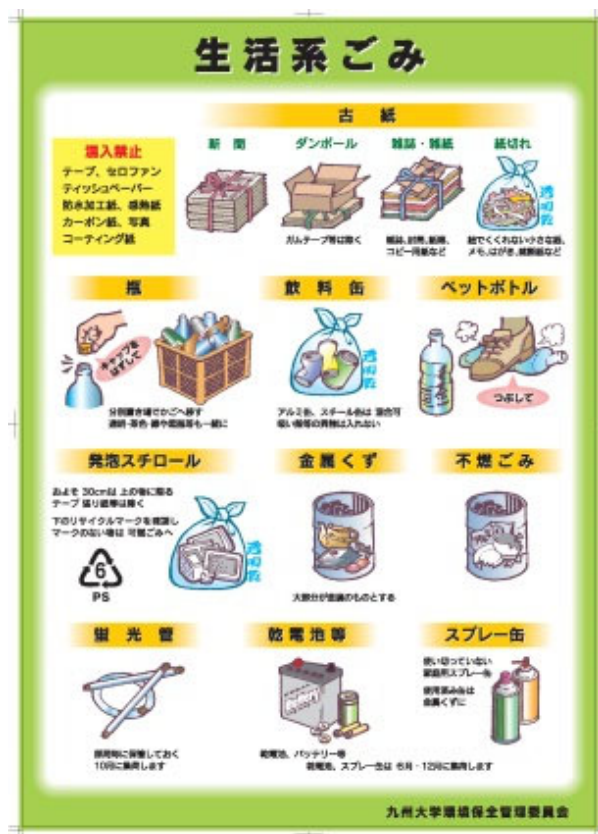 生活系ごみ
古紙
混入禁止
テープ、セロファン
ティッシュペーパー
防水加工紙、感熱紙
カーボン紙、写真
コーティング紙
新聞
ダンボール
雑誌・雑紙
紙切れ
透明袋
ガムテープ等は除く
雑誌、封筒、紙箱、
コピー用紙など
紐でくくれない小さな紙、
メモ、はがき、裁断紙など
瓶
飲料缶
ペットボトル
キャップを
はずして
透明袋
つぶして
分別置き場でかごへ移す
透明・茶色・緑や
も一緒に
アルミ缶、スチール缶は 混合可
吸い殻等の異物は入れない
発泡スチロール
金属くず
不燃ごみ
およそ 30cm以上の物に限る
テープ 張り紙等は除く
下のリサイクルマークを確認し
マークのない物は 可燃ごみへ
透明袋
6
PS
大部分が金属のものとする
蛍光管
乾電池等
スプレー缶
使い切っていない
家庭用スプレー缶
使用済み缶は
金属くずに
に保管しておく
10月に集荷します
乾電池、バッテリー等
乾電池、スプレー缶は 6月・12月に集荷します
九州大学環境保全管理委員会